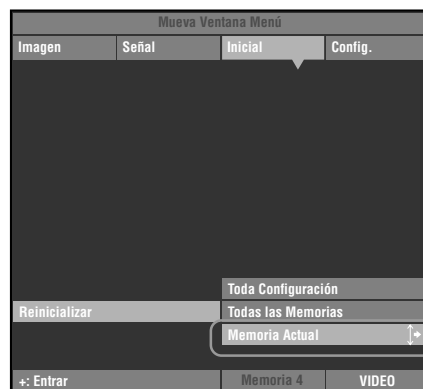 Mueva Ventana Menú
Imagen Señal Inicial Config.
Toda Configuración
Reinicializar Todas las Memorias
Memoria Actual
+: Entrar Memoria 4 VIDEO